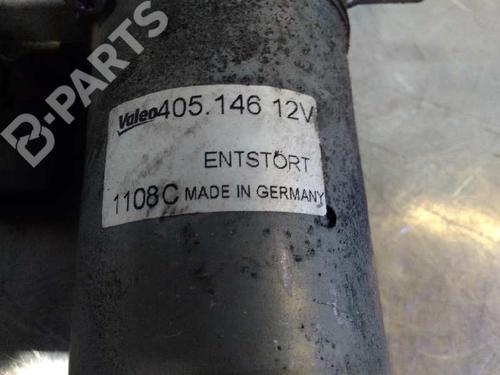 B-PARTS
Valeo 405.146 12V
ENTSTÖRT
1108C MADE IN GERMANY